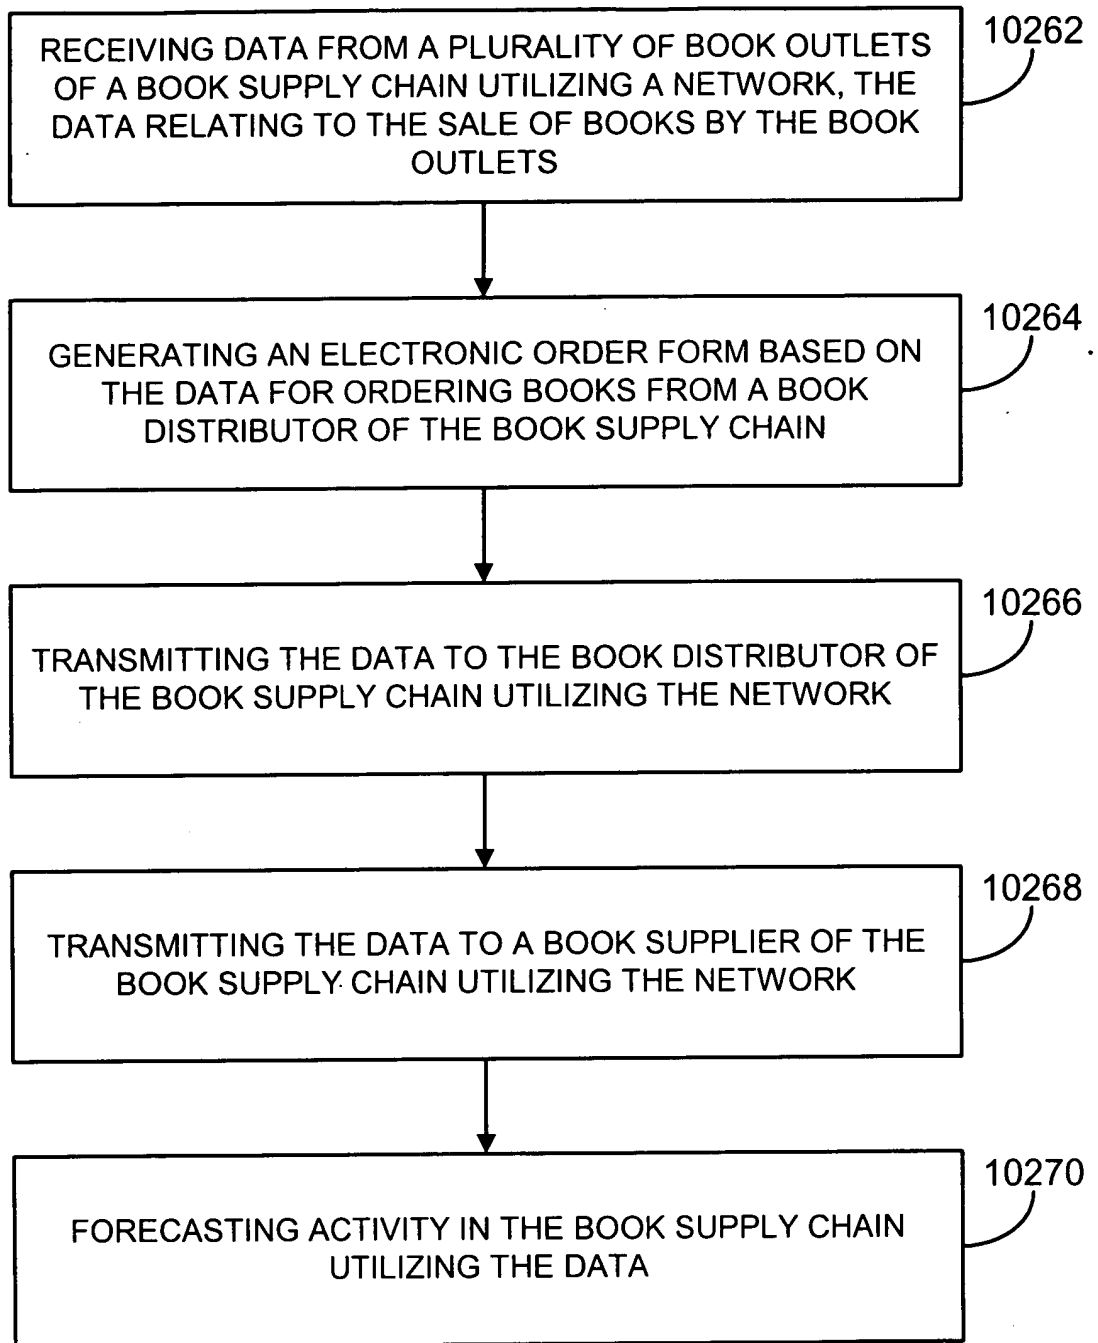 RECEIVING DATA FROM A PLURALITY OF BOOK OUTLETS
OF A BOOK SUPPLY CHAIN UTILIZING A NETWORK, THE
DATA RELATING TO THE SALE OF BOOKS BY THE BOOK
OUTLETS
10262
GENERATING AN ELECTRONIC ORDER FORM BASED ON
THE DATA FOR ORDERING BOOKS FROM A BOOK
DISTRIBUTOR OF THE BOOK SUPPLY CHAIN
10264
TRANSMITTING THE DATA TO THE BOOK DISTRIBUTOR OF
THE BOOK SUPPLY CHAIN UTILIZING THE NETWORK
10266
TRANSMITTING THE DATA TO A BOOK SUPPLIER OF THE
BOOK SUPPLY CHAIN UTILIZING THE NETWORK
10268
FORECASTING ACTIVITY IN THE BOOK SUPPLY CHAIN
UTILIZING THE DATA
10270